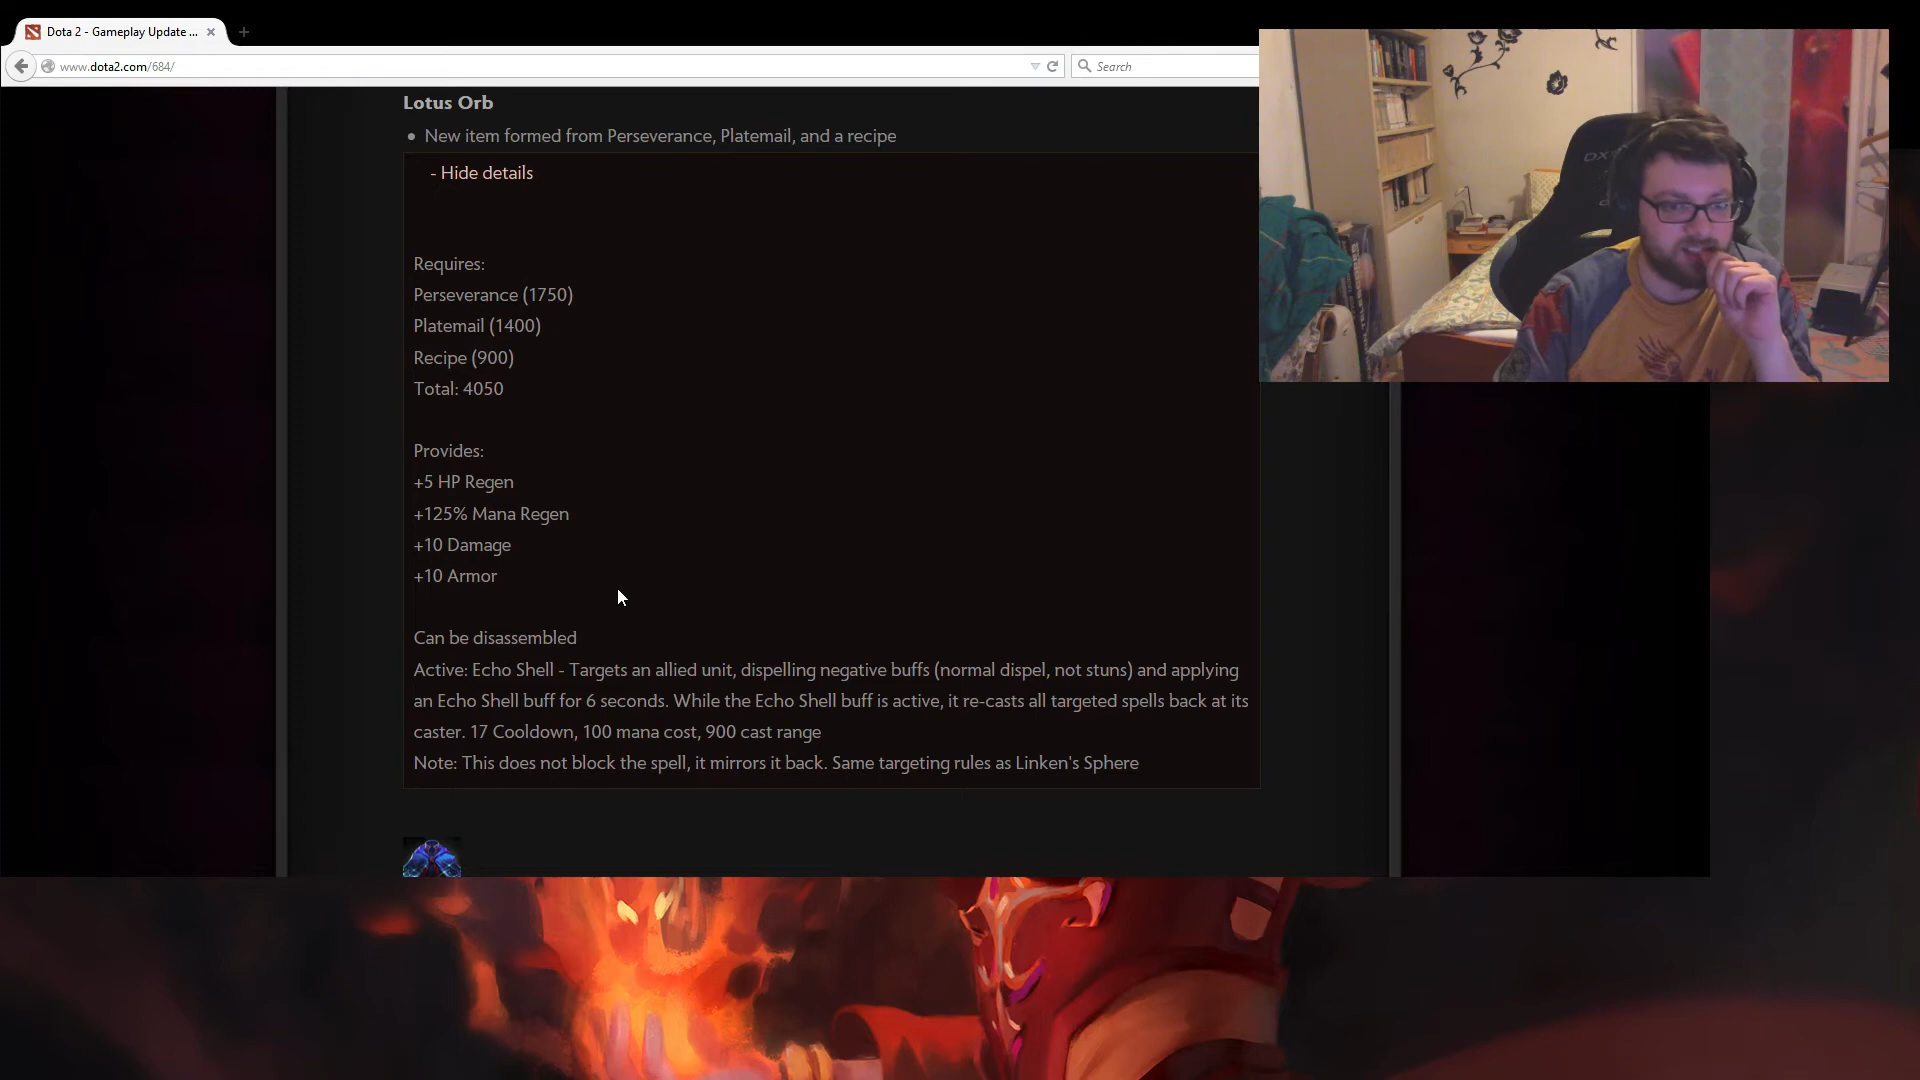 Dota 2 - Gameplay Update ...
www.dota2.com/684/
Search
Lotus Orb
New item formed from Perseverance, Platemail, and a recipe
- Hide details
Requires:
Perseverance (1750)
Platemail (1400)
Recipe (900)
Total: 4050
Provides:
+5 HP Regen
+125% Mana Regen
+10 Damage
+10 Armor
Can be disassembled
Active: Echo Shell - Targets an allied unit, dispelling negative buffs (normal dispel, not stuns) and applying
an Echo Shell buff for 6 seconds. While the Echo Shell buff is active, it re-casts all targeted spells back at its
caster. 17 Cooldown, 100 mana cost, 900 cast range
Note: This does not block the spell, it mirrors it back. Same targeting rules as Linken's Sphere